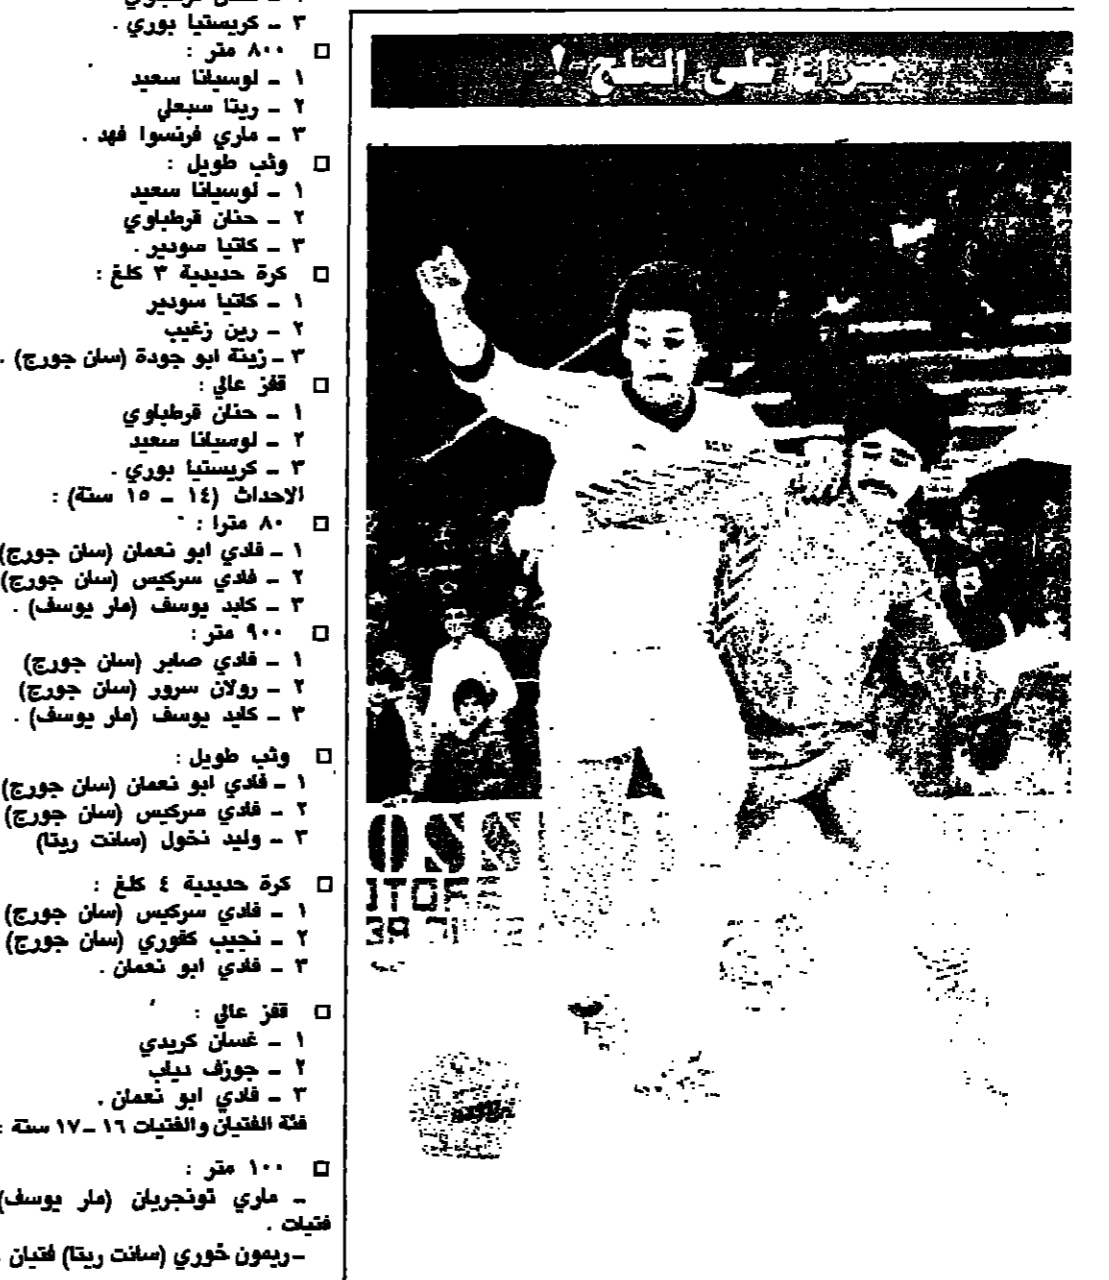 صراع على الثلج !
٣ ـ كريستيا بوري .
□ ٨٠٠ متر :
١ ـ لوسيانا سعيد
٢ ـ ريتا سبعلي
٣ ـ ماري فرنسوا فهد .
□ وثب طويل :
١ ـ لوسيانا سعيد
٢ ـ حنان قرطباوي
٣ ـ كاتيا سودير .
□ كرة حديدية ٣ كلغ :
١ ـ كاتيا سودير
٢ ـ رين زغيب
٣ ـ زينة ابو جودة (سان جورج) .
□ قفز عالي :
١ ـ حنان قرطباوي
٢ ـ لوسيانا سعيد
٣ ـ كريستيا بوري .
الاحداث (١٤ ـ ١٥ سنة) :
□ ٨٠ مترا :
١ ـ فادي ابو نعمان (سان جورج)
٢ ـ فادي سركيس (سان جورج)
٣ ـ كايد يوسف (مار يوسف) .
□ ٩٠٠ متر :
١ ـ فادي صابر (سان جورج)
٢ ـ رولان سرور (سان جورج)
٣ ـ كايد يوسف (مار يوسف) .
□ وثب طويل :
١ ـ فادي ابو نعمان (سان جورج)
٢ ـ فادي سركيس (سان جورج)
٣ ـ وليد نخول (سانت ريتا)
□ كرة حديدية ٤ كلغ :
١ ـ فادي سركيس (سان جورج)
٢ ـ نجيب كفوري (سان جورج)
٣ ـ فادي ابو نعمان .
□ قفز عالي :
١ ـ غسان كريدي
٢ ـ جوزف دياب
٣ ـ فادي ابو نعمان .
فئة الفتيان والفتيات ١٦ ـ ١٧ سنة :
□ ١٠٠ متر :
ـ ماري تونجريان (مار يوسف)
فتيات .
ـ ريمون خوري (سانت ريتا) فتيان .